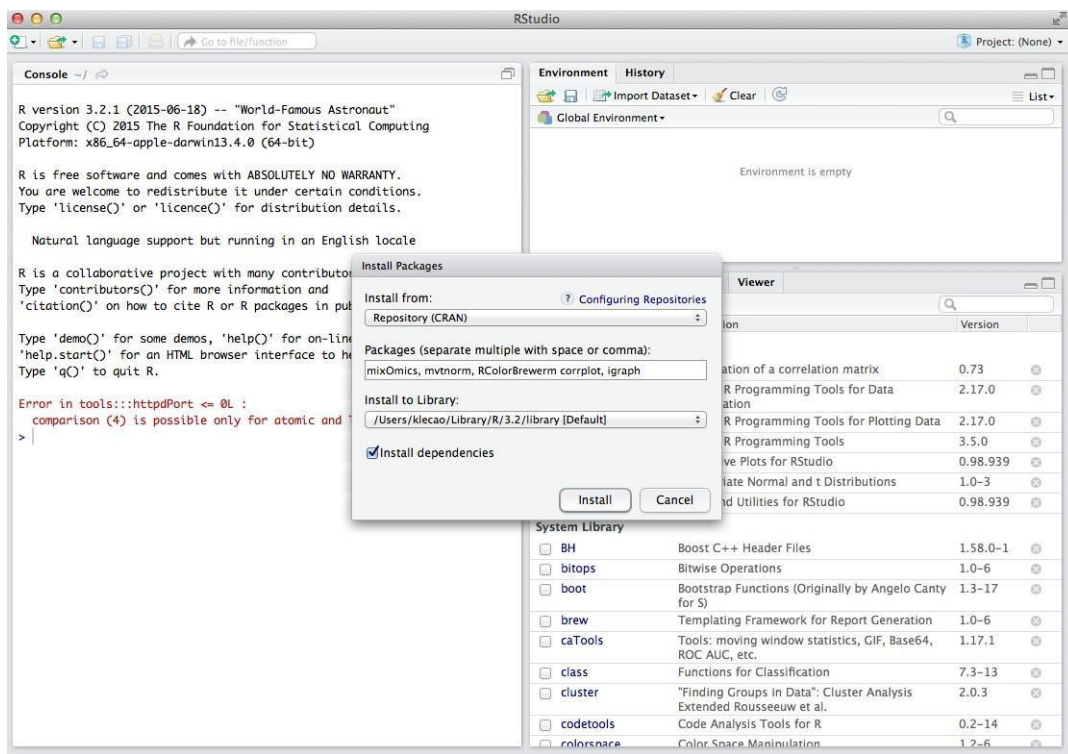 RStudio
Go to file/function
Project: (None)
Console ~/
R version 3.2.1 (2015-06-18) -- "World-Famous Astronaut"
Copyright (C) 2015 The R Foundation for Statistical Computing
Platform: x86_64-apple-darwin13.4.0 (64-bit)
R is free software and comes with ABSOLUTELY NO WARRANTY.
You are welcome to redistribute it under certain conditions.
Type 'license()' or 'licence()' for distribution details.
Natural language support but running in an English locale
R is a collaborative project with many
Type 'contributors()' for more information and
'citation()' on how to cite R or R packages in
Type 'demo()' for some demos, 'help()' for
'help.start()' for an HTML browser interface to
Type 'q()' to quit R.
Error in tools:::httpdPort <= 0L :
comparison (4) is possible only for atomic and
>
Environment History
Import Dataset Clear
List
Global Environment
Environment is empty
Install Packages
Install from:
? Configuring Repositories
Repository (CRAN)
Packages (separate multiple with space or comma):
mixOmics, mvtnorm, RColorBrewerm corrplot, igraph
Install to Library:
/Users/klecao/Library/R/3.2/library [Default]
Install dependencies
Install Cancel
Viewer
Version
of a correlation matrix 0.73
R Programming Tools for Data 2.17.0
R Programming Tools for Plotting Data 2.17.0
R Programming Tools 3.5.0
Plots for RStudio 0.98.939
Normal and t Distributions 1.0-3
Utilities for RStudio 0.98.939
System Library
BH Boost C++ Header Files 1.58.0-1
bitops Bitwise Operations 1.0-6
boot Bootstrap Functions (Originally by Angelo Canty 1.3-17
for S)
brew Templating Framework for Report Generation 1.0-6
caTools Tools: moving window statistics, GIF, Base64, 1.17.1
ROC AUC, etc.
class Functions for Classification 7.3-13
cluster "Finding Groups in Data": Cluster Analysis 2.0.3
Extended Rousseeuw et al.
codetools Code Analysis Tools for R 0.2-14
colorspace Color Space Manipulation 1.2-6